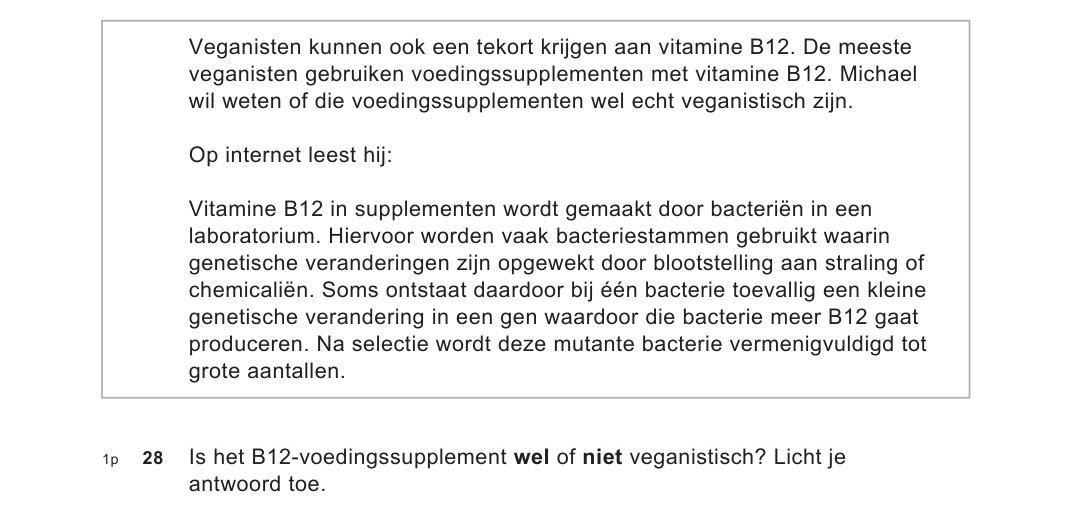 Veganisten kunnen ook een tekort krijgen aan vitamine B12. De meeste
veganisten gebruiken voedingssupplementen met vitamine B12. Michael
wil weten of die voedingssupplementen wel echt veganistisch zijn.
Op internet leest hij:
Vitamine B12 in supplementen wordt gemaakt door bacteriën in een
laboratorium. Hiervoor worden vaak bacteriestammen gebruikt waarin
genetische veranderingen zijn opgewekt door blootstelling aan straling of
chemicaliën. Soms ontstaat daardoor bij één bacterie toevallig een kleine
genetische verandering in een gen waardoor die bacterie meer B12 gaat
produceren. Na selectie wordt deze mutante bacterie vermenigvuldigd tot
grote aantallen.
1p 28 Is het B12-voedingssupplement wel of niet veganistisch? Licht je
antwoord toe.